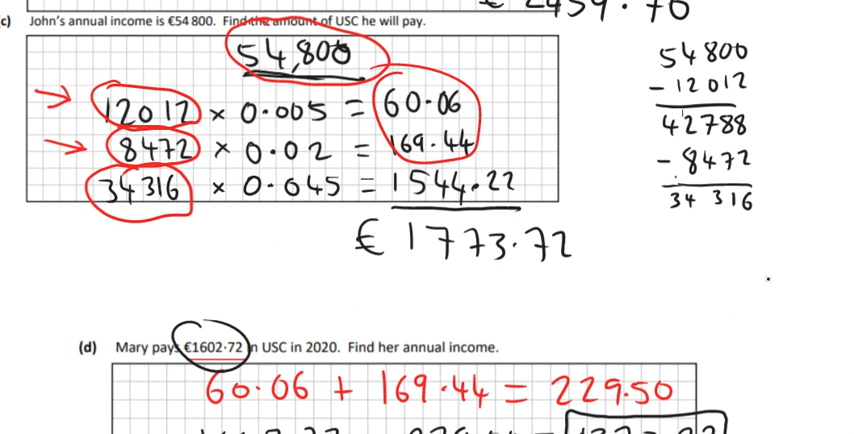 € 2459.70
(c) John's annual income is €54 800. Find the amount of USC he will pay.
54,800
12012 × 0.005 = 60.06
8472 × 0.02 = 169.44
34316 × 0.045 = 1544.22
€ 1773.72
54800
- 12012
42788
- 8472
34 316
(d) Mary pays €1602·72 in USC in 2020. Find her annual income.
60.06 + 169.44 = 229.50